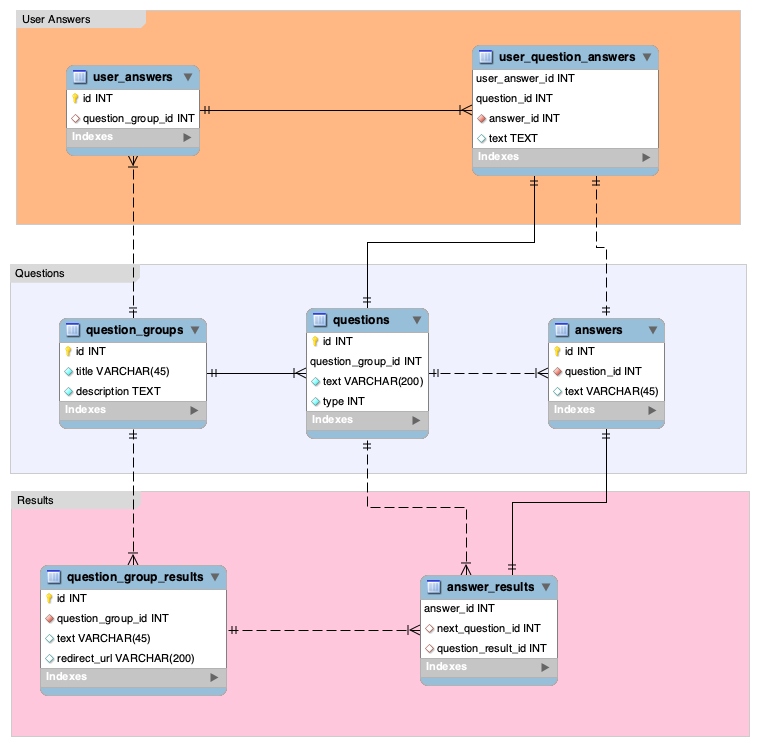 User Answers
user_answers
id INT
question_group_id INT
Indexes
user_question_answers
user_answer_id INT
question_id INT
answer_id INT
text TEXT
Indexes
Questions
question_groups
id INT
title VARCHAR(45)
description TEXT
Indexes
questions
id INT
question_group_id INT
text VARCHAR(200)
type INT
Indexes
answers
id INT
question_id INT
text VARCHAR(45)
Indexes
Results
question_group_results
id INT
question_group_id INT
text VARCHAR(45)
redirect_url VARCHAR(200)
Indexes
answer_results
answer_id INT
next_question_id INT
question_result_id INT
Indexes